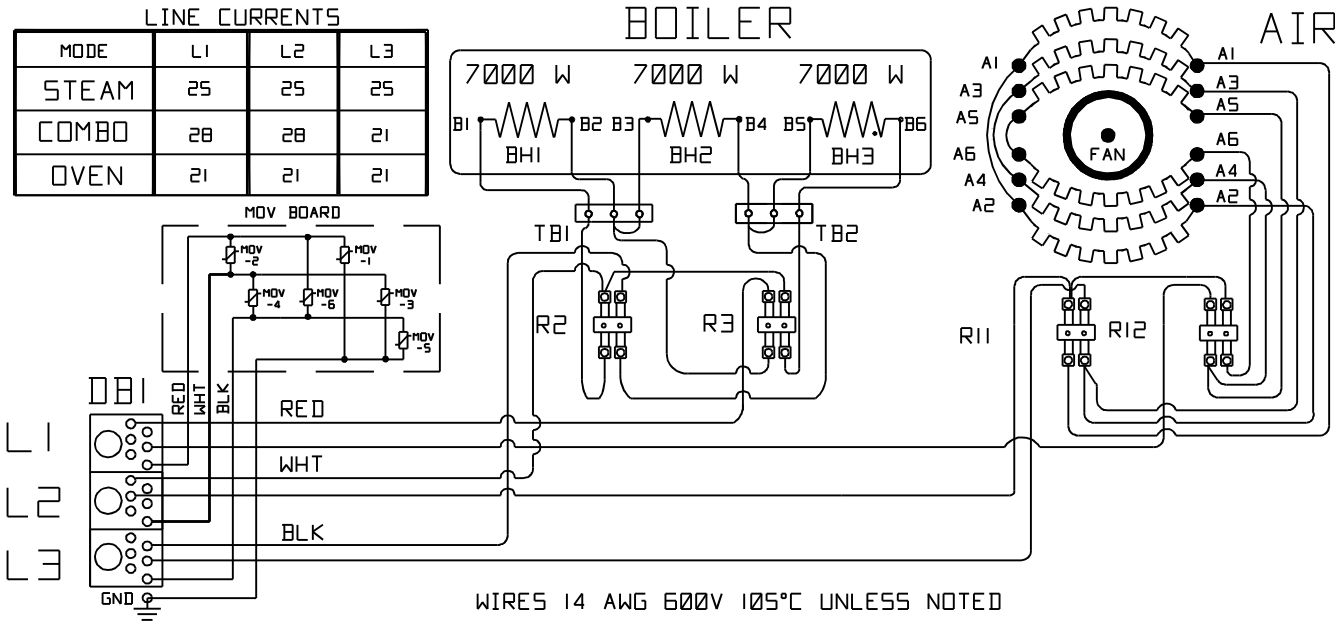 LINE CURRENTS
MODE L1 L2 L3
STEAM 25 25 25
COMBO 28 28 21
OVEN 21 21 21
BOILER
7000 W 7000 W 7000 W
B1 B2 B3 B4 B5 B6
BH1 BH2 BH3
TB1 TB2
R2 R3
AIR
A1 A1
A3 A3
A5 A5
FAN
A6 A6
A4 A4
A2 A2
R11 R12
MOV BOARD
MOV -2
MOV -1
MOV -4
MOV -6
MOV -3
MOV -5
DB1
RED WHT BLK
L1
RED
L2
WHT
L3
BLK
GND
WIRES 14 AWG 600V 105°C UNLESS NOTED